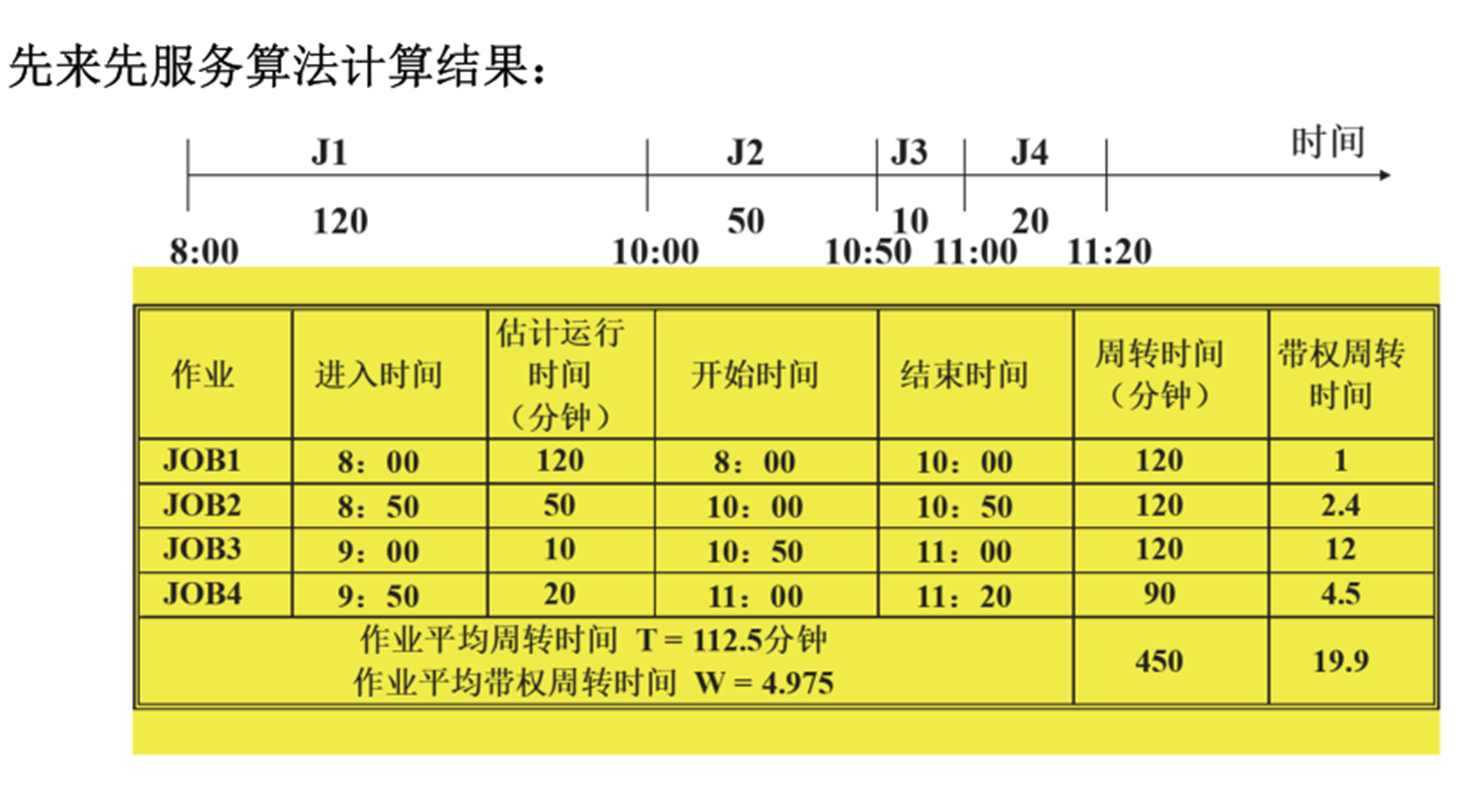 先来先服务算法计算结果：
J1 J2 J3 J4 时间
120 50 10 20
8:00 10:00 10:50 11:00 11:20
作业 进入时间 估计运行时间（分钟） 开始时间 结束时间 周转时间（分钟） 带权周转时间
JOB1 8：00 120 8：00 10：00 120 1
JOB2 8：50 50 10：00 10：50 120 2.4
JOB3 9：00 10 10：50 11：00 120 12
JOB4 9：50 20 11：00 11：20 90 4.5
作业平均周转时间 T = 112.5分钟
作业平均带权周转时间 W = 4.975
450 19.9